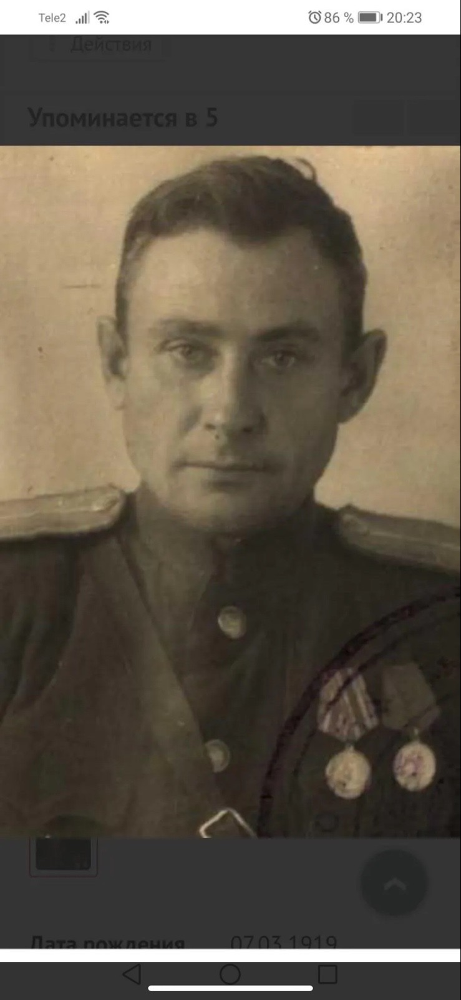 Tele2 86 % 20:23
Действия
Упоминается в 5
Дата рождения 07.03.1919